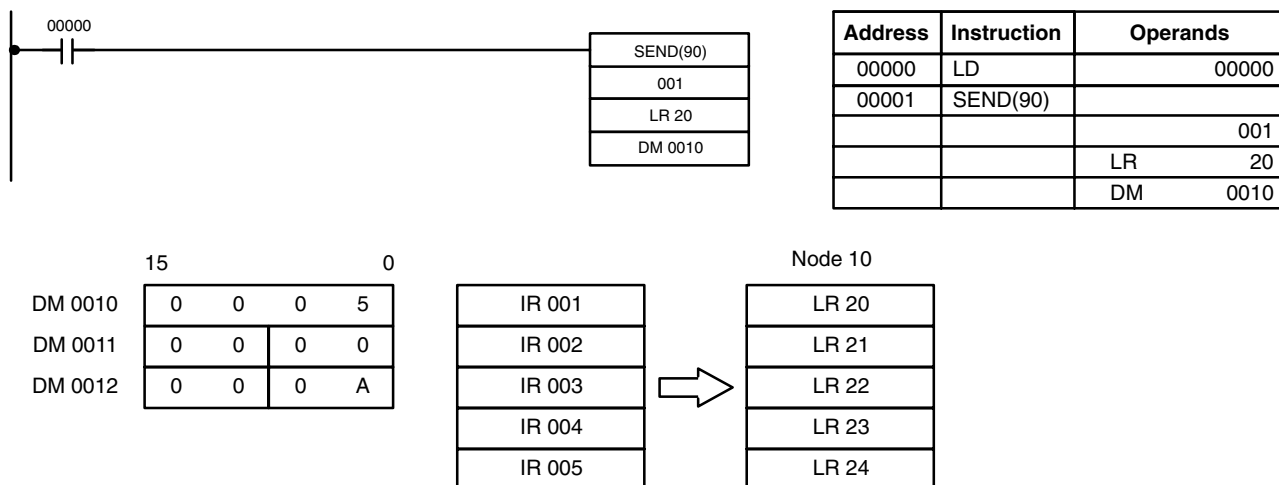 00000
SEND(90)
001
LR 20
DM 0010
Address Instruction Operands
00000 LD 00000
00001 SEND(90)
001
LR 20
DM 0010
15 0
DM 0010 0 0 0 5
DM 0011 0 0 0 0
DM 0012 0 0 0 A
IR 001
IR 002
IR 003
IR 004
IR 005
Node 10
LR 20
LR 21
LR 22
LR 23
LR 24